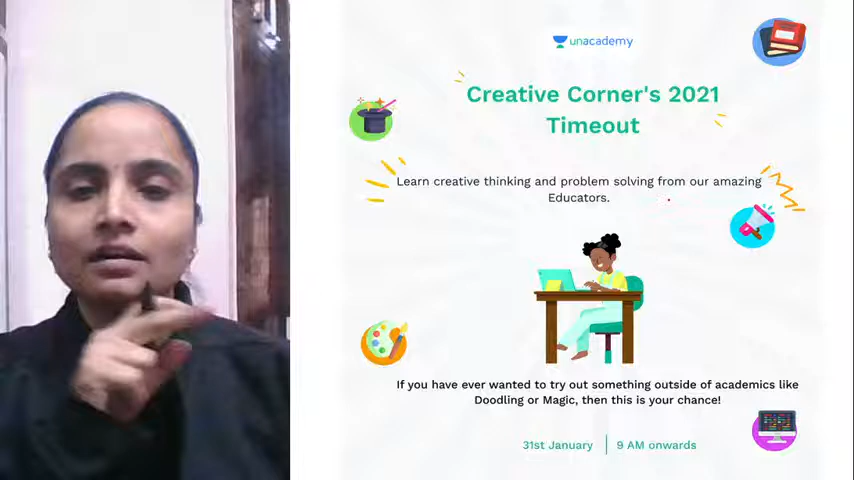 unacademy
Creative Corner's 2021
Timeout
Learn creative thinking and problem solving from our amazing
Educators.
If you have ever wanted to try out something outside of academics like
Doodling or Magic, then this is your chance!
31st January
9 AM onwards